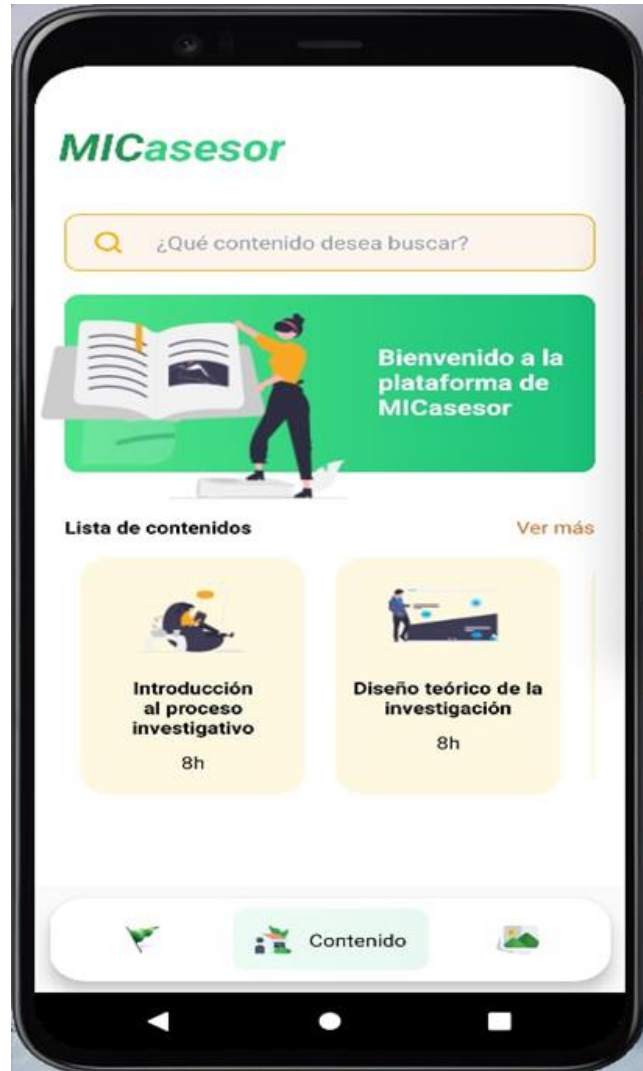 MICasesor
¿Qué contenido desea buscar?
Bienvenido a la
plataforma de
MICasesor
Lista de contenidos
Ver más
Introducción
al proceso
investigativo
8h
Diseño teórico de la
investigación
8h
Contenido